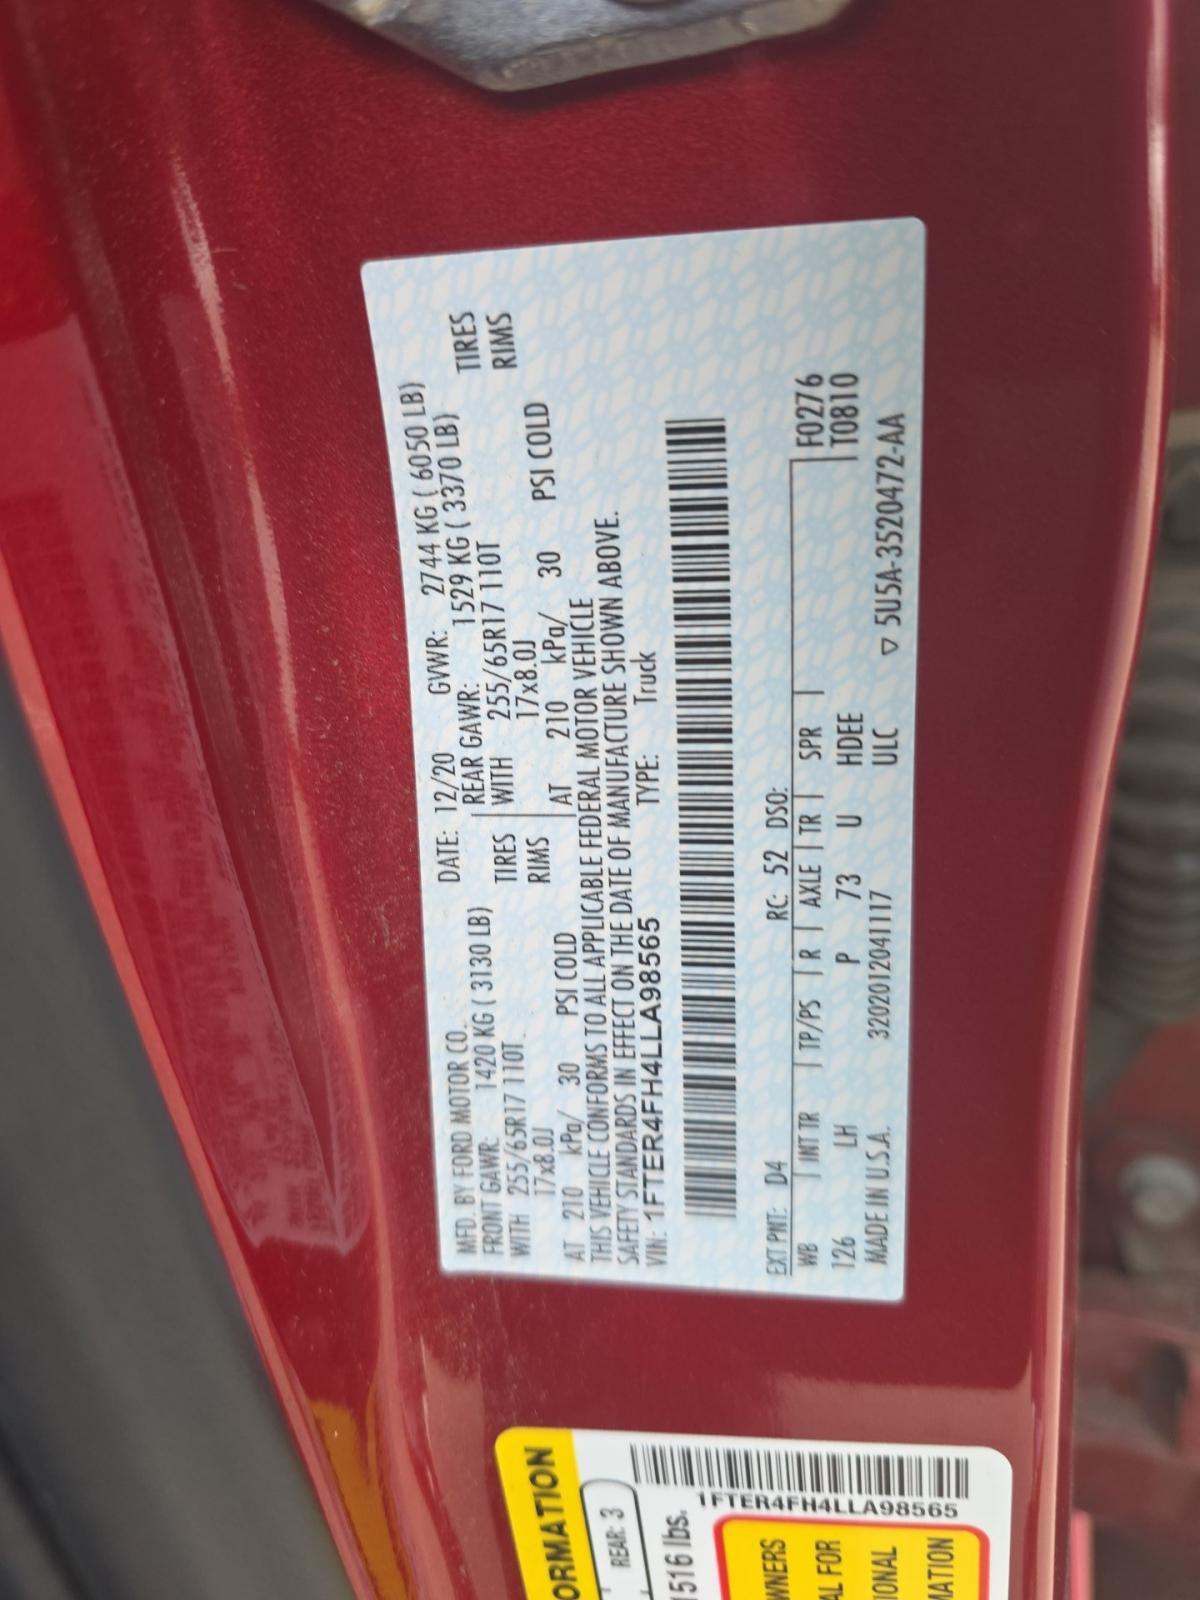 MFD. BY FORD MOTOR CO.
DATE: 12/20 GVWR: 2744 KG ( 6050 LB)
FRONT GAWR: 1420 KG ( 3130 LB) REAR GAWR: 1529 KG ( 3370 LB)
WITH 255/65R17 110T TIRES WITH 255/65R17 110T TIRES
17x8.0J RIMS 17x8.0J RIMS
AT 210 kPa/ 30 PSI COLD AT 210 kPa/ 30 PSI COLD
THIS VEHICLE CONFORMS TO ALL APPLICABLE FEDERAL MOTOR VEHICLE
SAFETY STANDARDS IN EFFECT ON THE DATE OF MANUFACTURE SHOWN ABOVE.
VIN: 1FTER4FH4LLA98565 TYPE: Truck
EXT PNT: D4 RC: 52 DSO: F0276
WB INT TR TP/PS R AXLE TR SPR T0810
126 LH P 73 U HDEE
MADE IN U.S.A. 320201204 1117 ULC ▽ 5U5A-3520472-AA
ORMATION
REAR: 3
1516 lbs.
1FTER4FH4LLA98565
WNERS
AL FOR
IONAL
MATION